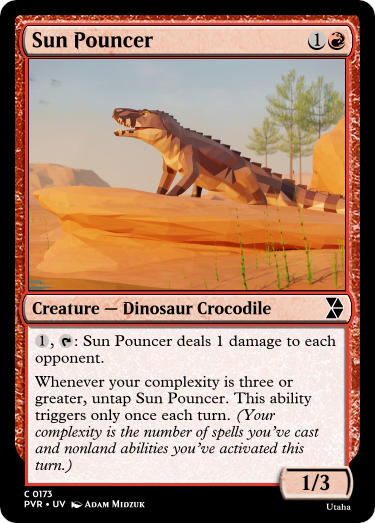 Sun Pouncer 1
Creature — Dinosaur Crocodile
1, : Sun Pouncer deals 1 damage to each
opponent.
Whenever your complexity is three or
greater, untap Sun Pouncer. This ability
triggers only once each turn. (Your
complexity is the number of spells you've cast
and nonland abilities you've activated this
turn.)
1/3
C 0173
PVR • UV Adam Midzuk
Utaha